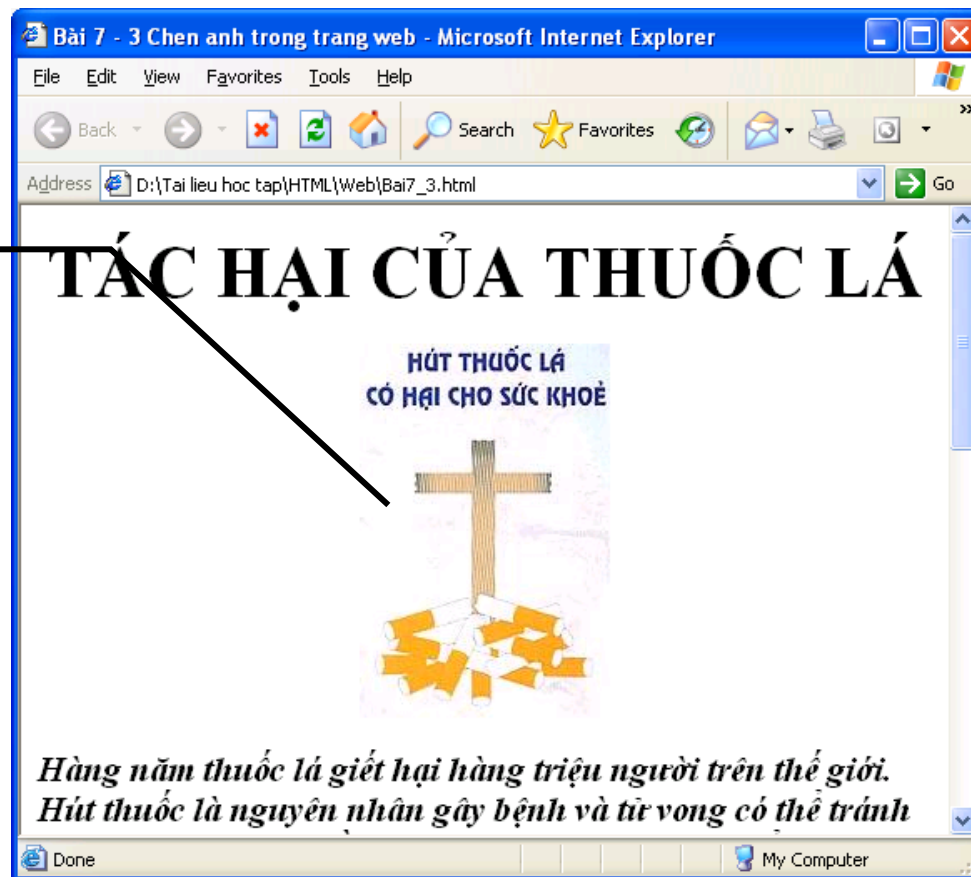 Bài 7 - 3 Chen anh trong trang web - Microsoft Internet Explorer
File Edit View Favorites Tools Help
Back Search Favorites »
Address D:\Tai lieu hoc tap\HTML\Web\Bai7_3.html Go
TÁC HẠI CỦA THUỐC LÁ
HÚT THUỐC LÁ
CÓ HẠI CHO SỨC KHOẺ
Hàng năm thuốc lá giết hại hàng triệu người trên thế giới.
Hút thuốc là nguyên nhân gây bệnh và tử vong có thể tránh
Done My Computer